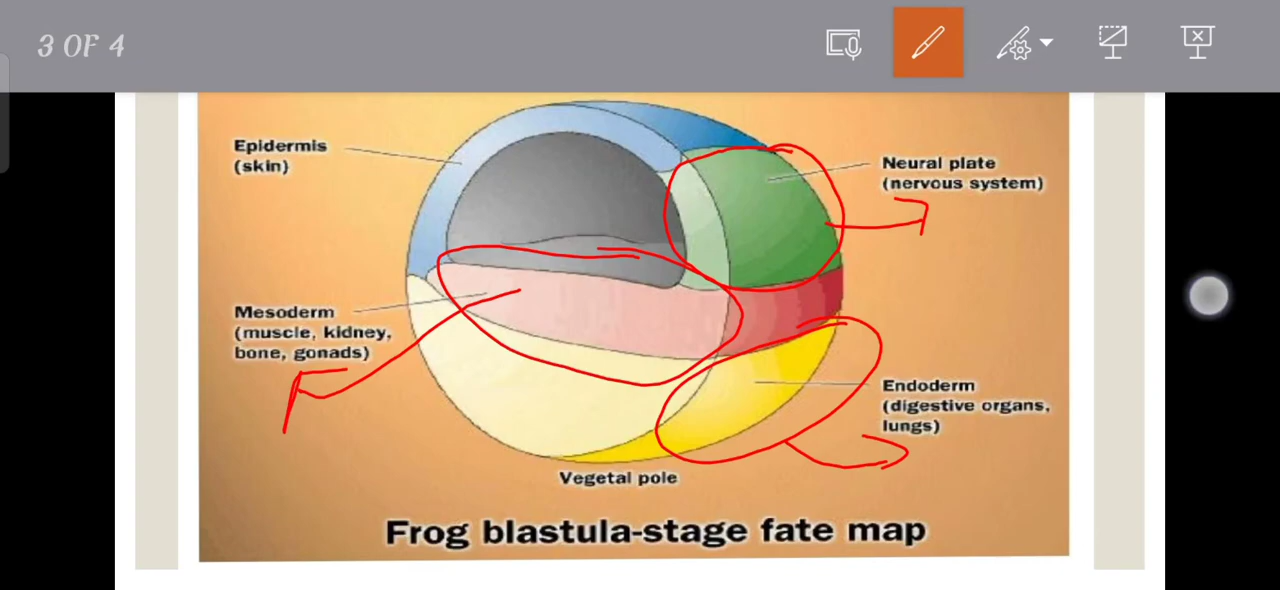 3 OF 4
Epidermis
(skin)
Neural plate
(nervous system)
Mesoderm
(muscle, kidney,
bone, gonads)
Endoderm
(digestive organs,
lungs)
Vegetal pole
Frog blastula-stage fate map